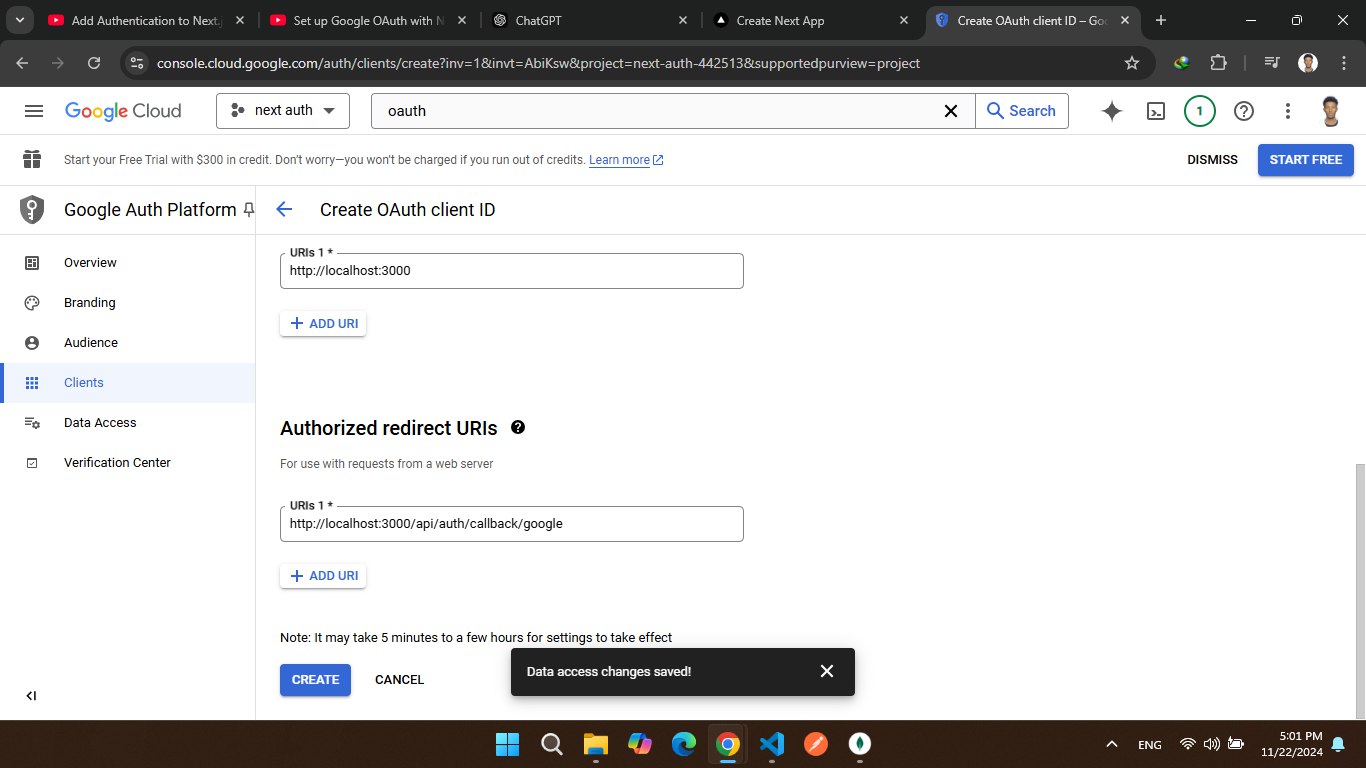 Add Authentication to Next.j
Set up Google OAuth with N
ChatGPT
Create Next App
Create OAuth client ID – Goo
console.cloud.google.com/auth/clients/create?inv=1&invt=AbiKsw&project=next-auth-442513&supportedpurview=project
Google Cloud
next auth
oauth
Search
1
Start your Free Trial with $300 in credit. Don't worry—you won't be charged if you run out of credits. Learn more
DISMISS
START FREE
Google Auth Platform
Create OAuth client ID
Overview
Branding
Audience
Clients
Data Access
Verification Center
URIs 1 *
http://localhost:3000
ADD URI
Authorized redirect URIs
For use with requests from a web server
URIs 1 *
http://localhost:3000/api/auth/callback/google
ADD URI
Note: It may take 5 minutes to a few hours for settings to take effect
CREATE
CANCEL
Data access changes saved!
ENG
5:01 PM
11/22/2024